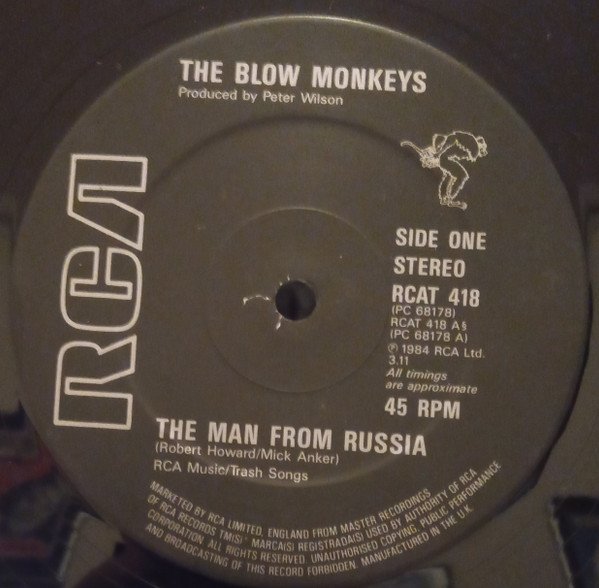 THE BLOW MONKEYS
Produced by Peter Wilson
RCA
SIDE ONE
STEREO
RCAT 418
(PC 68178)
RCAT 418 A§
(PC 68178 A)
℗ 1984 RCA Ltd.
3.11
All timings
are approximate
45 RPM
THE MAN FROM RUSSIA
(Robert Howard/Mick Anker)
RCA Music/Trash Songs
MARKETED BY RCA LIMITED, ENGLAND FROM MASTER RECORDINGS
OF RCA RECORDS TM(S)® MARCA(S) REGISTRADA(S) USED BY AUTHORITY OF RCA
CORPORATION. ALL RIGHTS RESERVED. UNAUTHORISED COPYING, PUBLIC PERFORMANCE
AND BROADCASTING OF THIS RECORD FORBIDDEN. MANUFACTURED IN THE U.K.